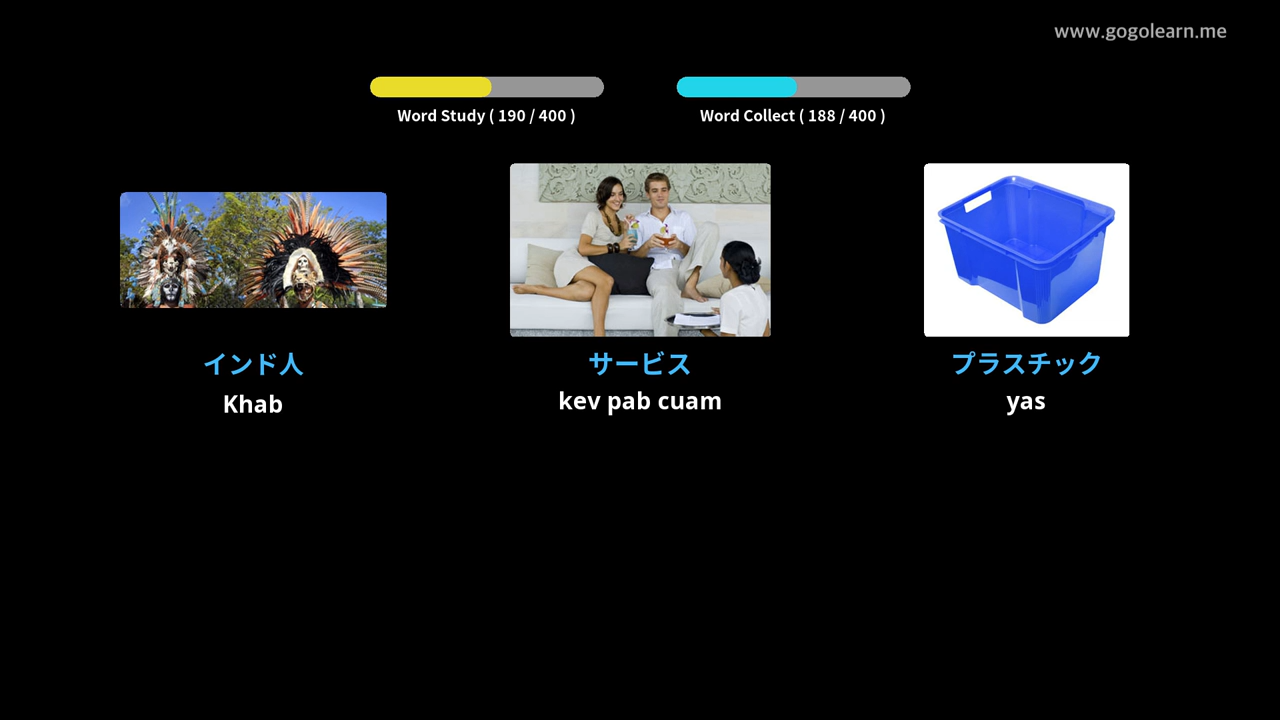 www.gogolearn.me
Word Study ( 190 / 400 )
Word Collect ( 188 / 400 )
インド人
Khab
サービス
kev pab cuam
プラスチック
yas